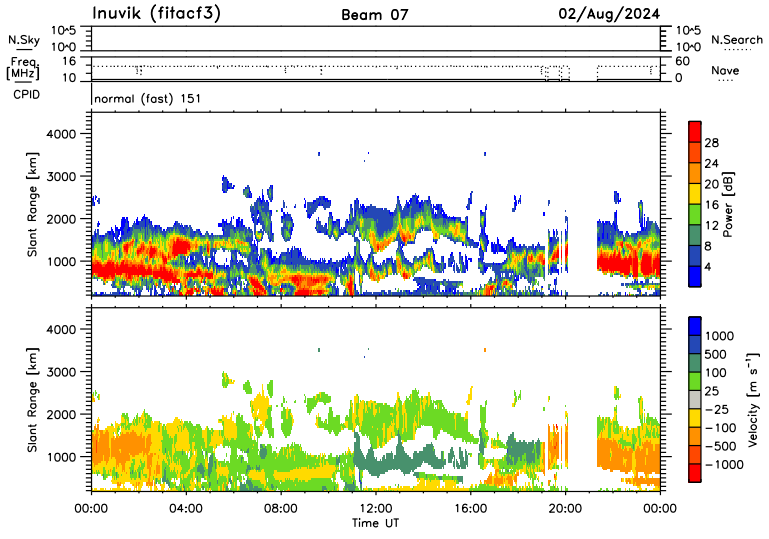 Inuvik (fitacf3) Beam 07 02/Aug/2024
N.Sky 10^5 10^0 10^5 10^0 N.Search
Freq. [MHz] 16 12 10 60 0 Nave
CPID normal (fast) 151
Slant Range [km] 4000 3000 2000 1000
28 24 20 16 12 8 4 Power [dB]
Slant Range [km] 4000 3000 2000 1000
1000 500 100 25 −25 −100 −500 −1000 Velocity [m s⁻¹]
00:00 04:00 08:00 12:00 16:00 20:00 00:00
Time UT